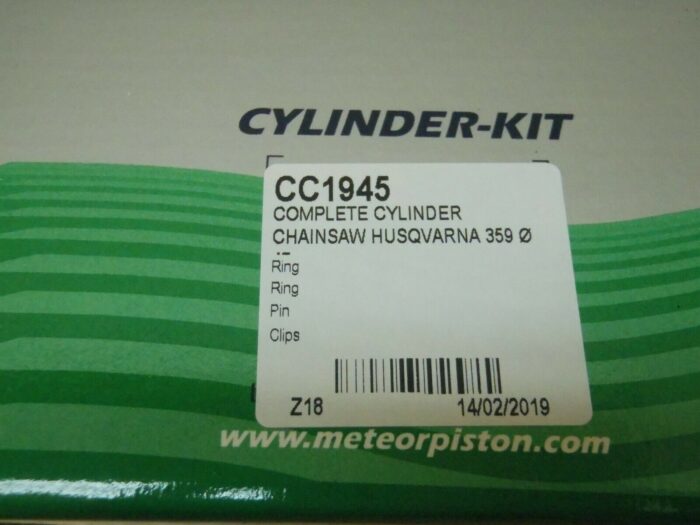 CYLINDER-KIT
CC1945
COMPLETE CYLINDER
CHAINSAW HUSQVARNA 359 Ø
Ring
Ring
Pin
Clips
Z18 14/02/2019
www.meteorpiston.com